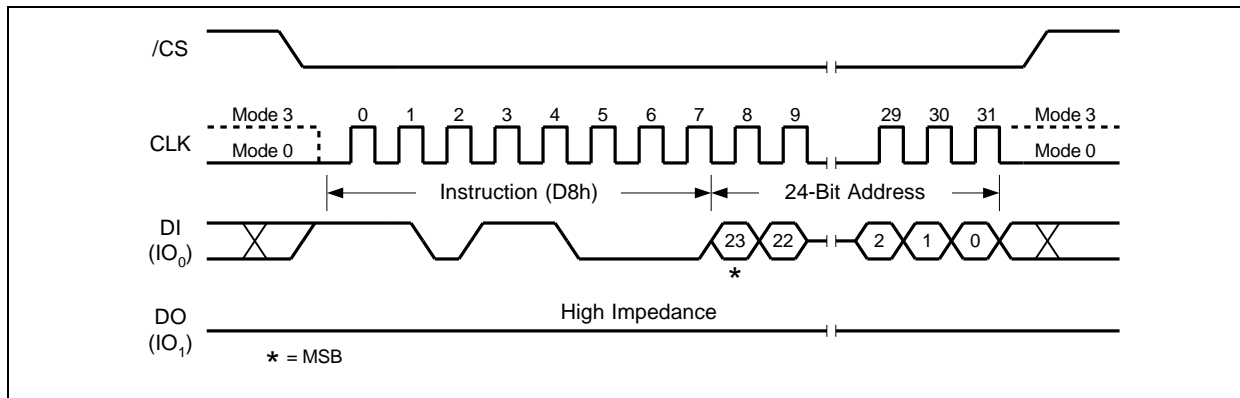 /CS
Mode 3 0 1 2 3 4 5 6 7 8 9 29 30 31 Mode 3
CLK
Mode 0 Mode 0
Instruction (D8h) 24-Bit Address
DI
(IO0) 23 22 2 1 0
*
High Impedance
DO
(IO1)
* = MSB